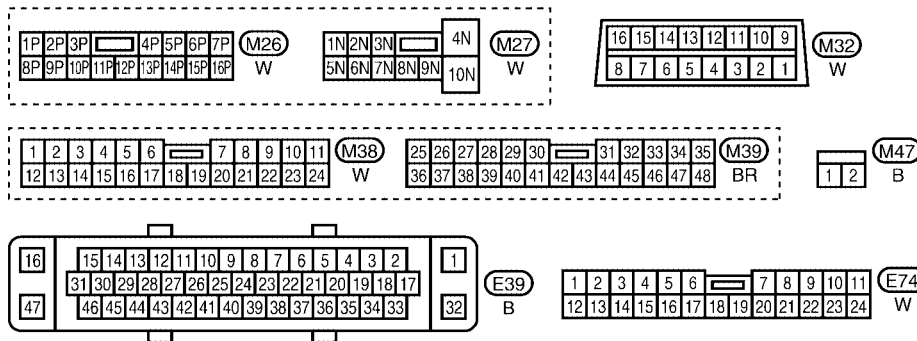 1P 2P 3P 4P 5P 6P 7P M26
8P 9P 10P 11P 12P 13P 14P 15P 16P W
1N 2N 3N 4N M27
5N 6N 7N 8N 9N 10N W
16 15 14 13 12 11 10 9 M32
8 7 6 5 4 3 2 1 W
1 2 3 4 5 6 7 8 9 10 11 M38
12 13 14 15 16 17 18 19 20 21 22 23 24 W
25 26 27 28 29 30 31 32 33 34 35 M39
36 37 38 39 40 41 42 43 44 45 46 47 48 BR
M47
1 2 B
16 15 14 13 12 11 10 9 8 7 6 5 4 3 2 1
31 30 29 28 27 26 25 24 23 22 21 20 19 18 17 E39
47 46 45 44 43 42 41 40 39 38 37 36 35 34 33 32 B
1 2 3 4 5 6 7 8 9 10 11 E74
12 13 14 15 16 17 18 19 20 21 22 23 24 W